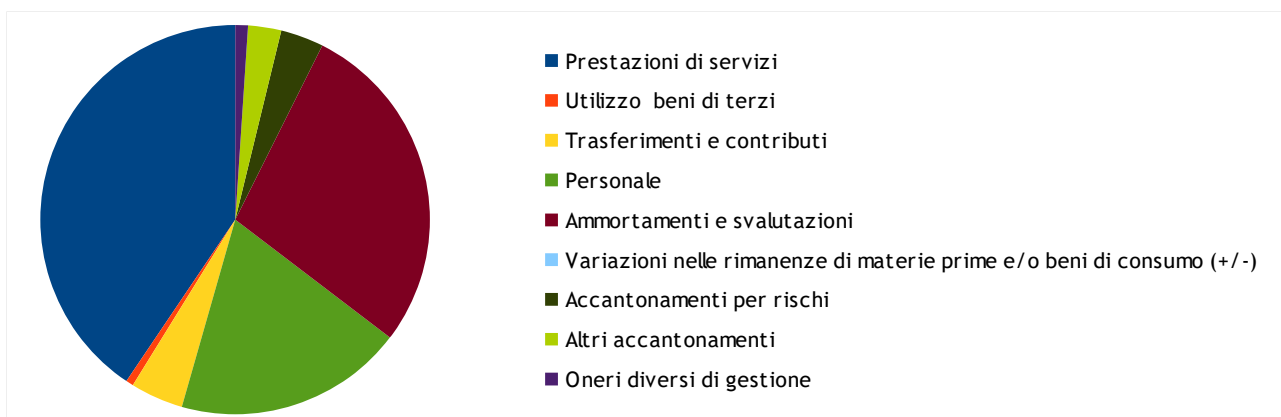 Prestazioni di servizi
Utilizzo  beni di terzi
Trasferimenti e contributi
Personale
Ammortamenti e svalutazioni
Variazioni nelle rimanenze di materie prime e/o beni di consumo (+/-)
Accantonamenti per rischi
Altri accantonamenti
Oneri diversi di gestione